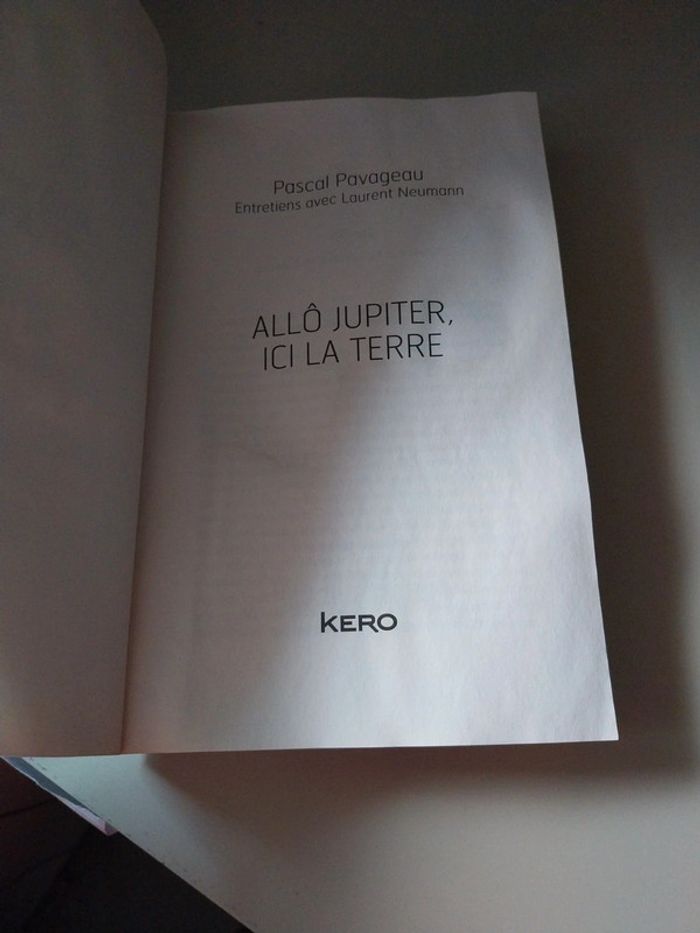 Pascal Pavageau
Entretiens avec Laurent Neumann
ALLÔ JUPITER,
ICI LA TERRE
KERO